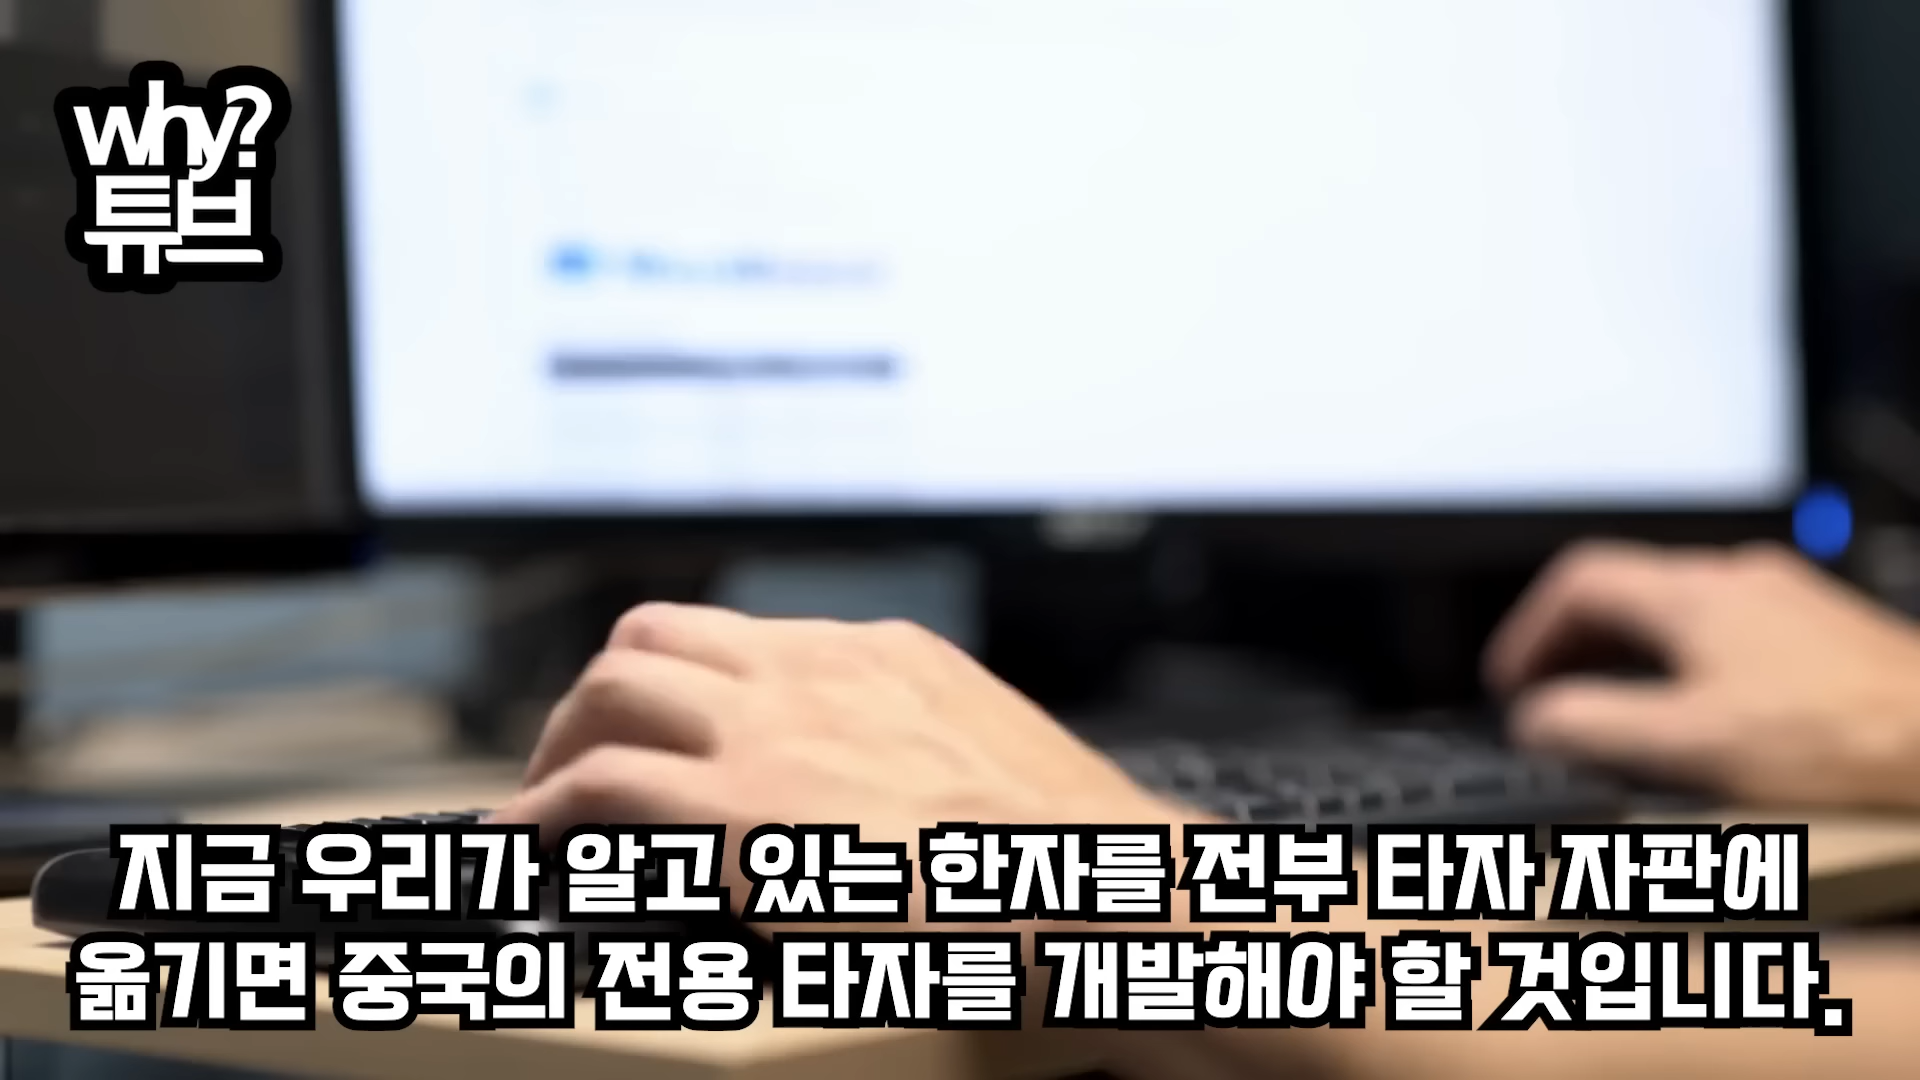 why?
튜브
지금 우리가 알고 있는 한자를 전부 타자 자판에
옮기면 중국의 전용 타자를 개발해야 할 것입니다.